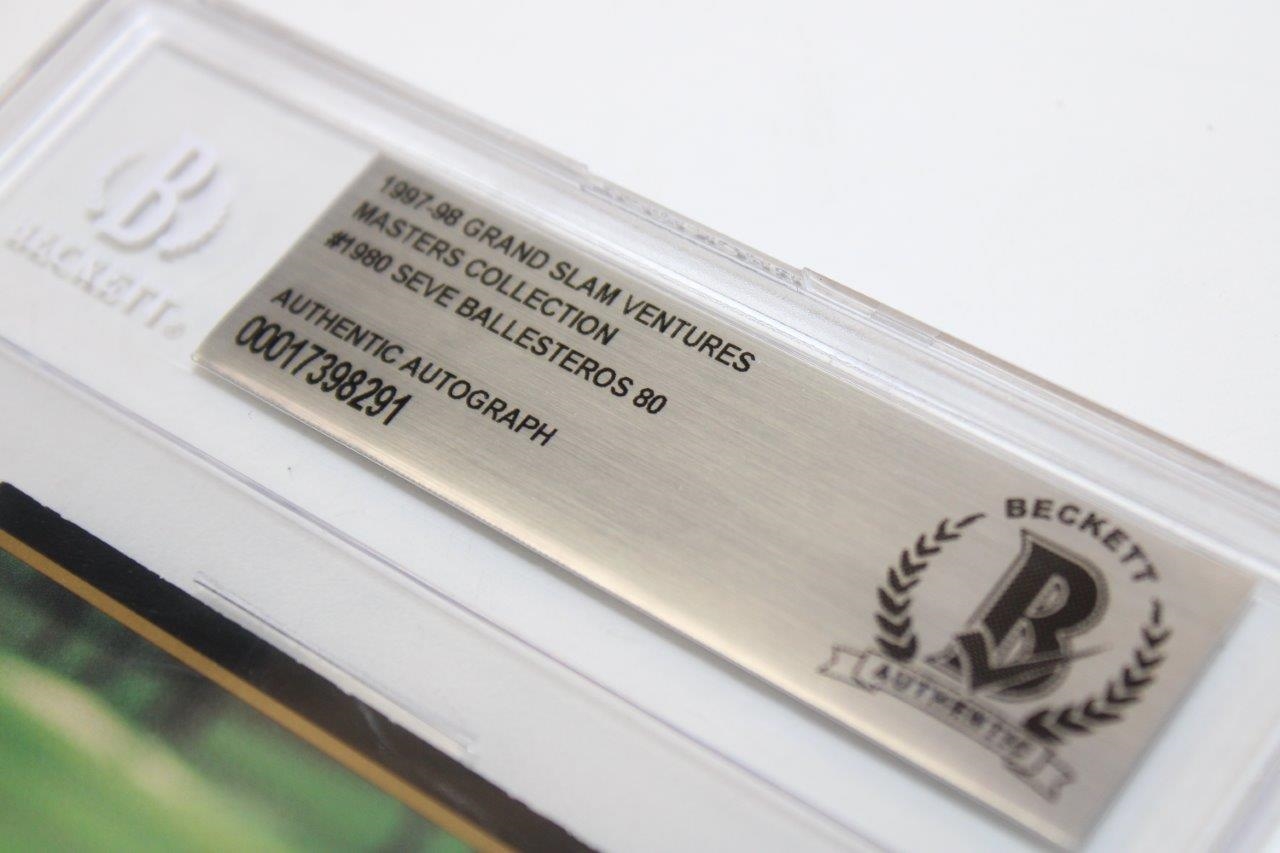 B
BECKETT
1997-98 GRAND SLAM VENTURES
MASTERS COLLECTION
#1980 SEVE BALLESTEROS 80
AUTHENTIC AUTOGRAPH
00017398291
BECKETT
B
AUTHENTIC